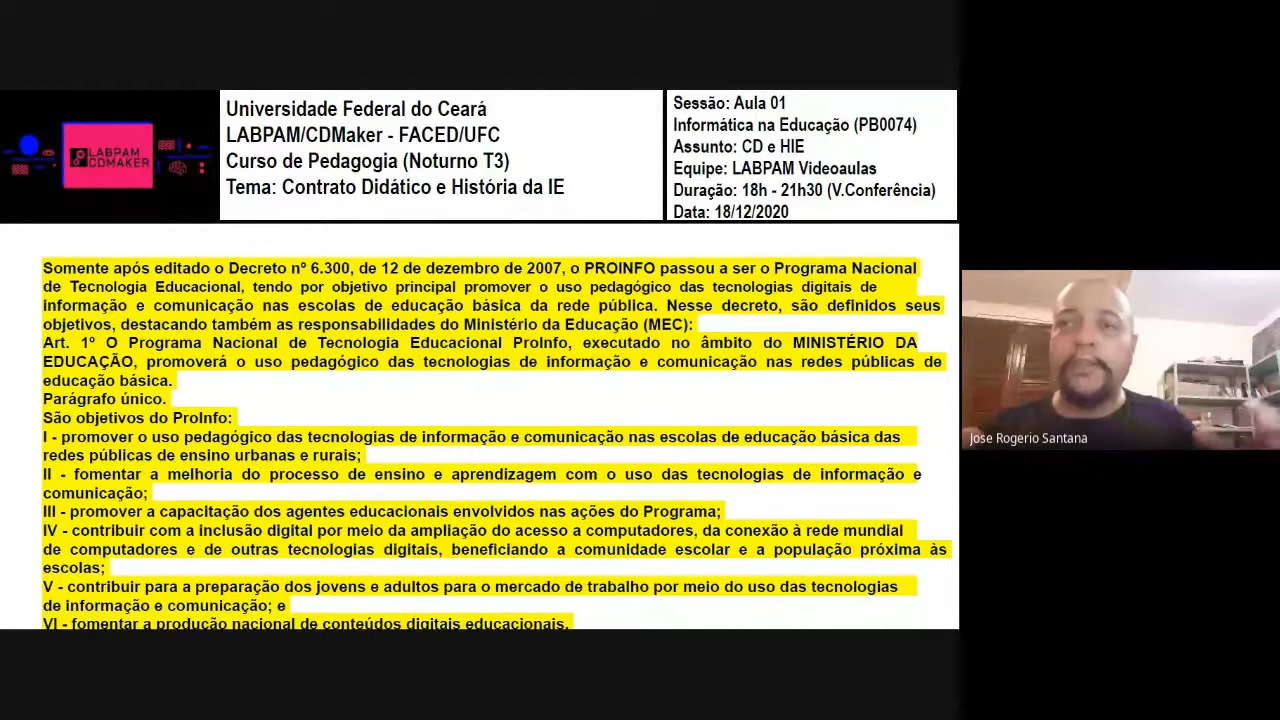 LABPAM
CDMAKER
Universidade Federal do Ceará
LABPAM/CDMaker - FACED/UFC
Curso de Pedagogia (Noturno T3)
Tema: Contrato Didático e História da IE
Sessão: Aula 01
Informática na Educação (PB0074)
Assunto: CD e HIE
Equipe: LABPAM Videoaulas
Duração: 18h - 21h30 (V.Conferência)
Data: 18/12/2020
Somente após editado o Decreto nº 6.300, de 12 de dezembro de 2007, o PROINFO passou a ser o Programa Nacional
de Tecnologia Educacional, tendo por objetivo principal promover o uso pedagógico das tecnologias digitais de
informação e comunicação nas escolas de educação básica da rede pública. Nesse decreto, são definidos seus
objetivos, destacando também as responsabilidades do Ministério da Educação (MEC):
Art. 1º O Programa Nacional de Tecnologia Educacional ProInfo, executado no âmbito do MINISTÉRIO DA
EDUCAÇÃO, promoverá o uso pedagógico das tecnologias de informação e comunicação nas redes públicas de
educação básica.
Parágrafo único.
São objetivos do ProInfo:
I - promover o uso pedagógico das tecnologias de informação e comunicação nas escolas de educação básica das
redes públicas de ensino urbanas e rurais;
II - fomentar a melhoria do processo de ensino e aprendizagem com o uso das tecnologias de informação e
comunicação;
III - promover a capacitação dos agentes educacionais envolvidos nas ações do Programa;
IV - contribuir com a inclusão digital por meio da ampliação do acesso a computadores, da conexão à rede mundial
de computadores e de outras tecnologias digitais, beneficiando a comunidade escolar e a população próxima às
escolas;
V - contribuir para a preparação dos jovens e adultos para o mercado de trabalho por meio do uso das tecnologias
de informação e comunicação; e
VI - fomentar a produção nacional de conteúdos digitais educacionais.
Jose Rogerio Santana